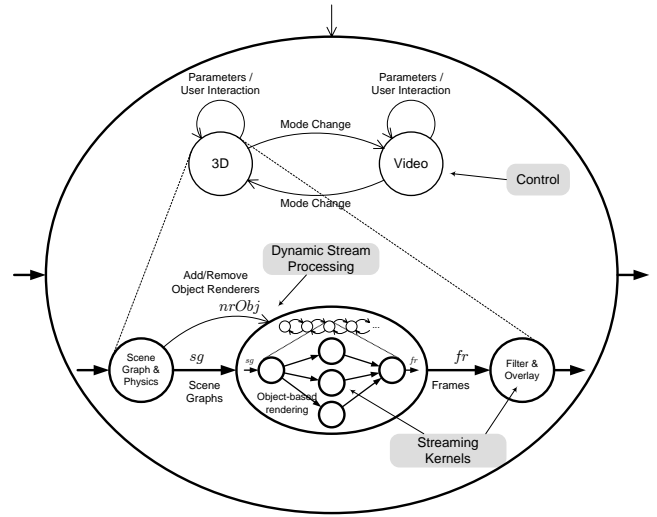 Parameters /
User Interaction
Parameters /
User Interaction
Mode Change
3D
Video
Control
Mode Change
Dynamic Stream
Processing
Add/Remove
Object Renderers
nrObj
...
Scene
Graph &
Physics
sg
Scene
Graphs
sg
fr
Object-based
rendering
fr
Frames
Filter &
Overlay
Streaming
Kernels